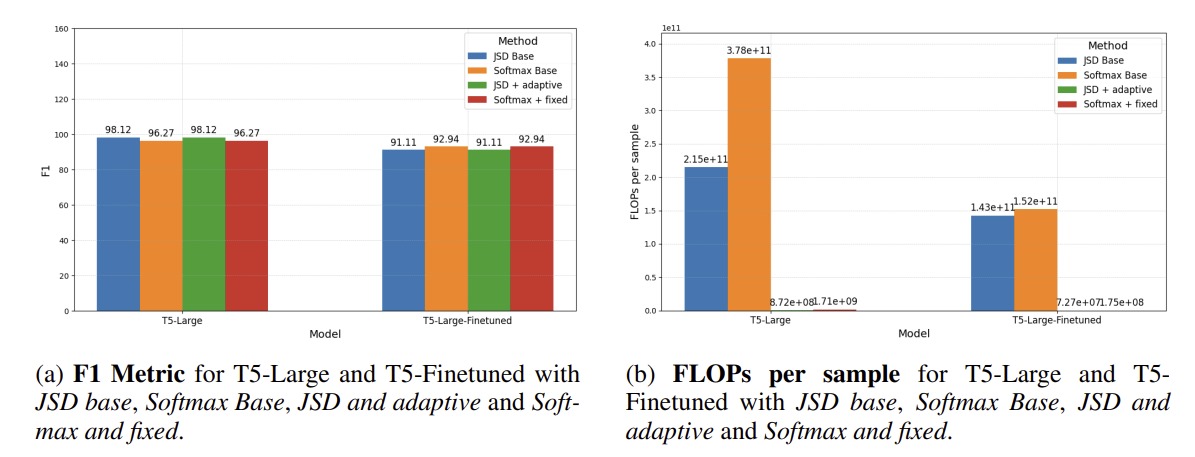 160
140
120
100
80
60
40
20
0
F1
Method
JSD Base
Softmax Base
JSD + adaptive
Softmax + fixed
98.12 96.27 98.12 96.27
91.11 92.94 91.11 92.94
T5-Large T5-Large-Finetuned
Model
(a) F1 Metric for T5-Large and T5-Finetuned with
JSD base, Softmax Base, JSD and adaptive and Soft-
max and fixed.
1e11
4.0
3.5
3.0
2.5
2.0
1.5
1.0
0.5
0.0
FLOPs per sample
Method
JSD Base
Softmax Base
JSD + adaptive
Softmax + fixed
2.15e+11 3.78e+11 8.72e+08 1.71e+09
1.43e+11 1.52e+11 7.27e+07 1.75e+08
T5-Large T5-Large-Finetuned
Model
(b) FLOPs per sample for T5-Large and T5-
Finetuned with JSD base, Softmax Base, JSD and
adaptive and Softmax and fixed.